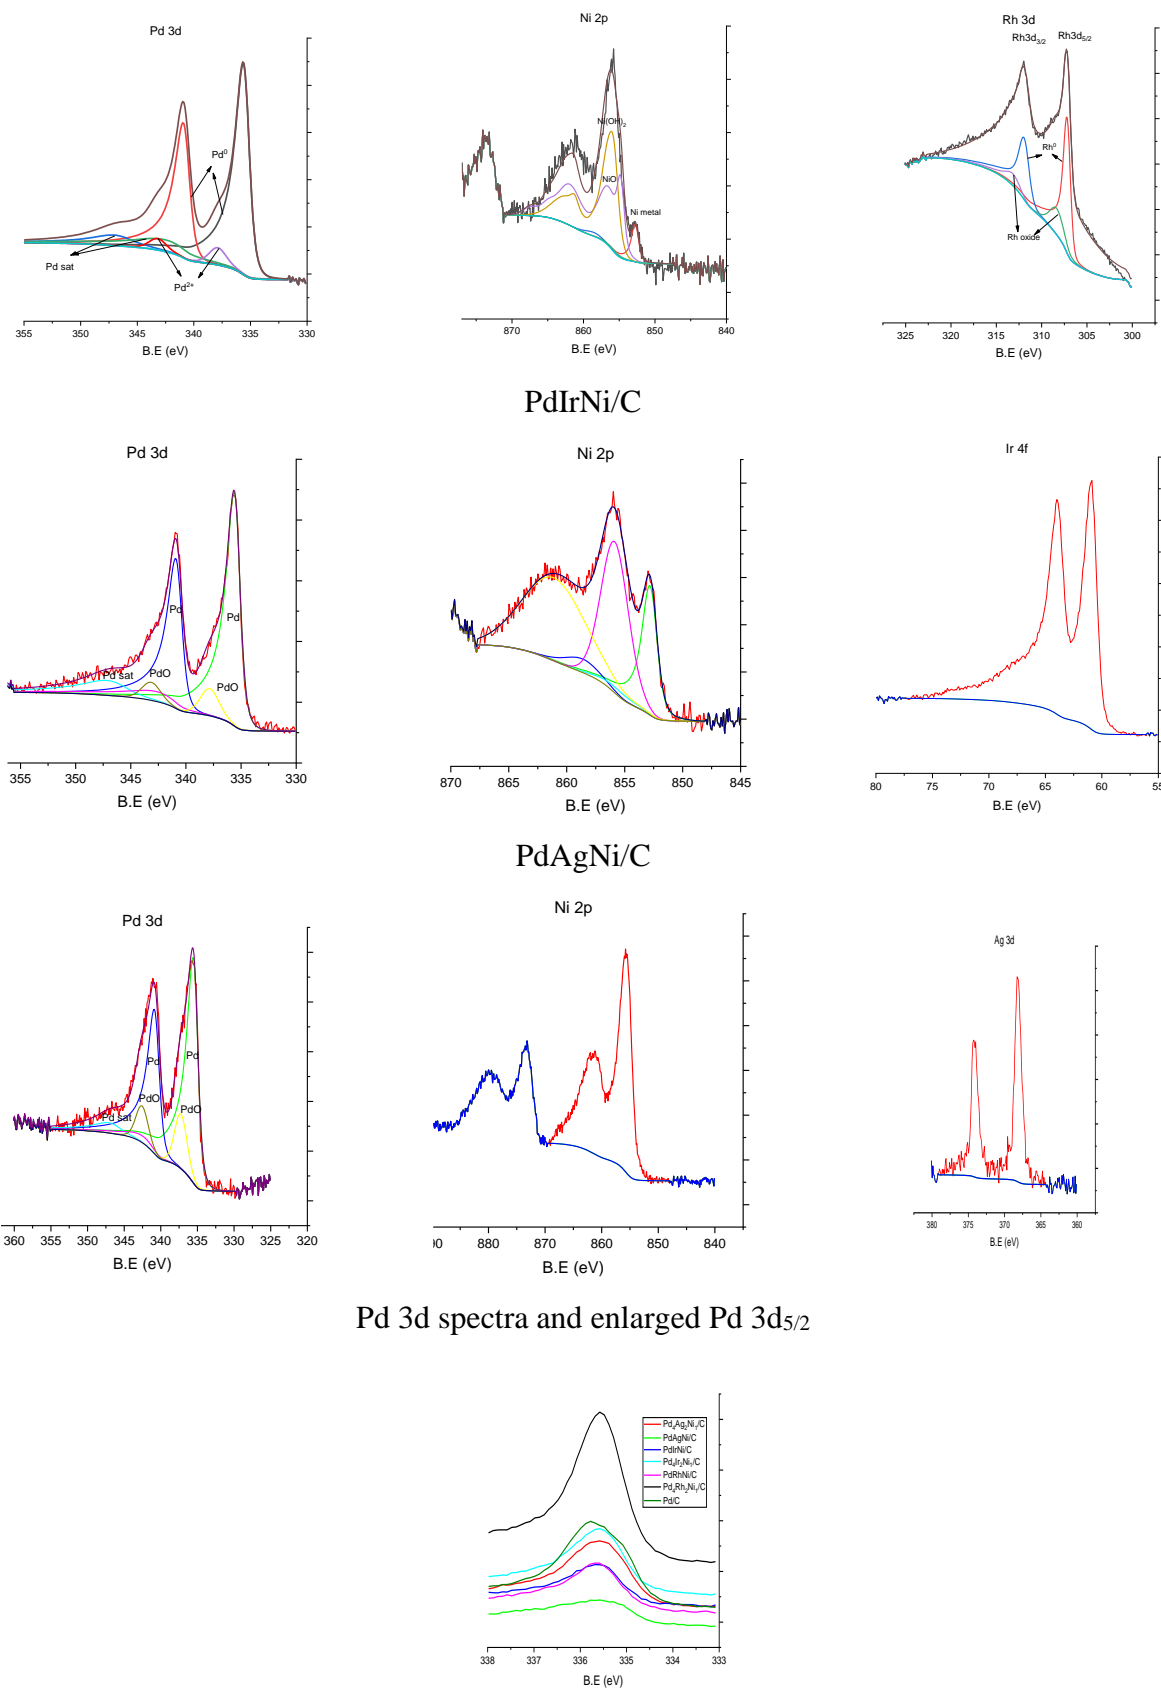 Pd 3d
Pd⁰
Pd sat
Pd²⁺
355 350 345 340 335 330
B.E (eV)
Ni 2p
Ni(OH)₂
NiO
Ni metal
870 860 850 840
B.E (eV)
Rh 3d
Rh3d₃/₂ Rh3d₅/₂
Rh⁰
Rh oxide
325 320 315 310 305 300
B.E (eV)
PdIrNi/C
Pd 3d
Pd Pd
Pd sat PdO PdO
355 350 345 340 335 330
B.E (eV)
Ni 2p
870 865 860 855 850 845
B.E (eV)
Ir 4f
80 75 70 65 60 55
B.E (eV)
PdAgNi/C
Pd 3d
Pd Pd
PdO PdO
Pd sat
360 355 350 345 340 335 330 325 320
B.E (eV)
Ni 2p
00 880 870 860 850 840
B.E (eV)
Ag 3d
380 375 370 365 360
B.E (eV)
Pd 3d spectra and enlarged Pd 3d₅/₂
Pd₄Ag₂Ni₁/C
PdAgNi/C
PdIrNi/C
Pd₄Ir₂Ni₁/C
PdRhNi/C
Pd₄Rh₂Ni₁/C
Pd/C
338 337 336 335 334 333
B.E (eV)